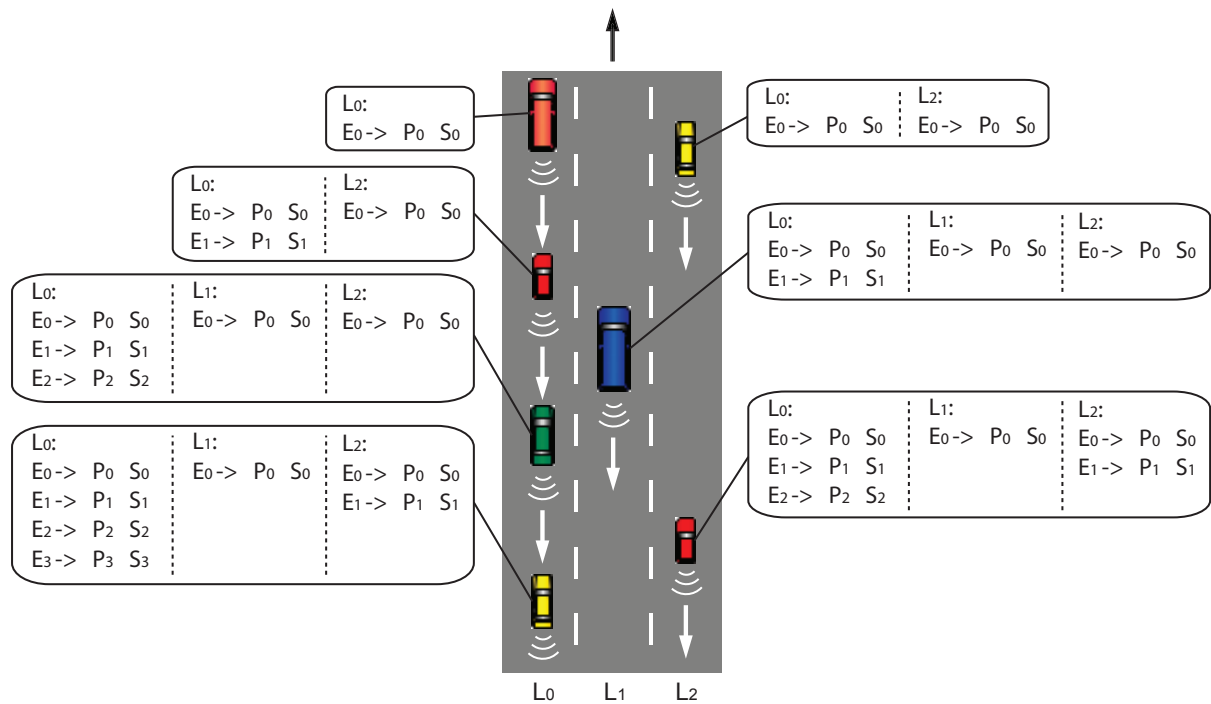 L0:
E0-> P0 S0
L0: L2:
E0-> P0 S0 E0-> P0 S0
L0: L2:
E0-> P0 S0 E0-> P0 S0
E1-> P1 S1
L0: L1: L2:
E0-> P0 S0 E0-> P0 S0 E0-> P0 S0
E1-> P1 S1
L0: L1: L2:
E0-> P0 S0 E0-> P0 S0 E0-> P0 S0
E1-> P1 S1
E2-> P2 S2
L0: L1: L2:
E0-> P0 S0 E0-> P0 S0 E0-> P0 S0
E1-> P1 S1 E1-> P1 S1
E2-> P2 S2
L0: L1: L2:
E0-> P0 S0 E0-> P0 S0 E0-> P0 S0
E1-> P1 S1 E1-> P1 S1
E2-> P2 S2
E3-> P3 S3
L0 L1 L2